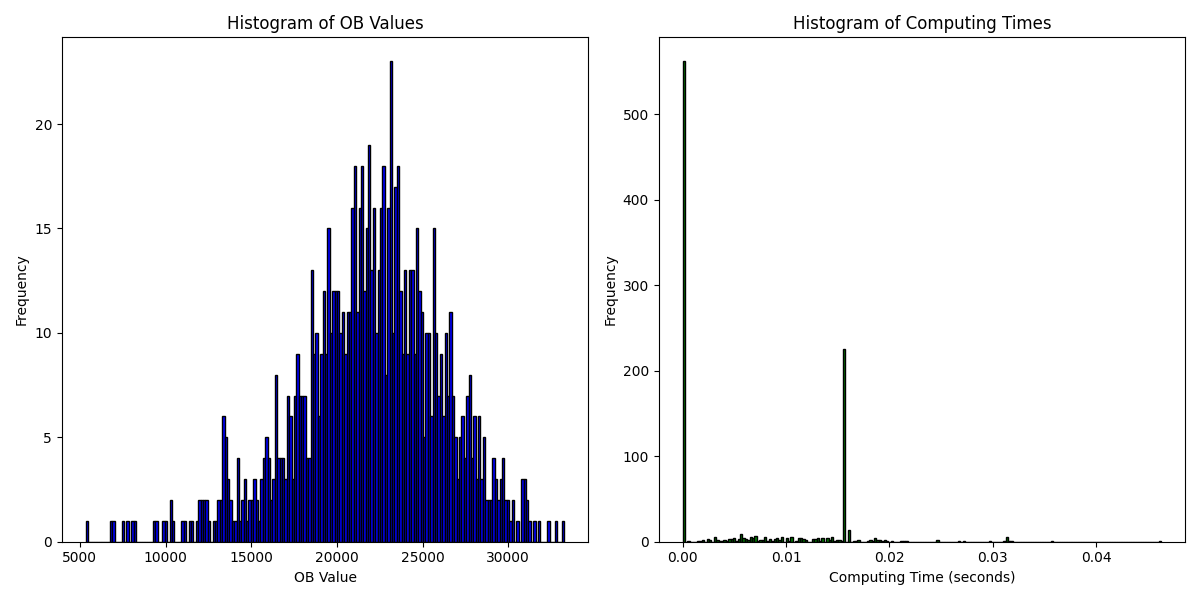 Histogram of OB Values
Frequency
20
15
10
5
0
5000 10000 15000 20000 25000 30000
OB Value
Histogram of Computing Times
Frequency
500
400
300
200
100
0
0.00 0.01 0.02 0.03 0.04
Computing Time (seconds)